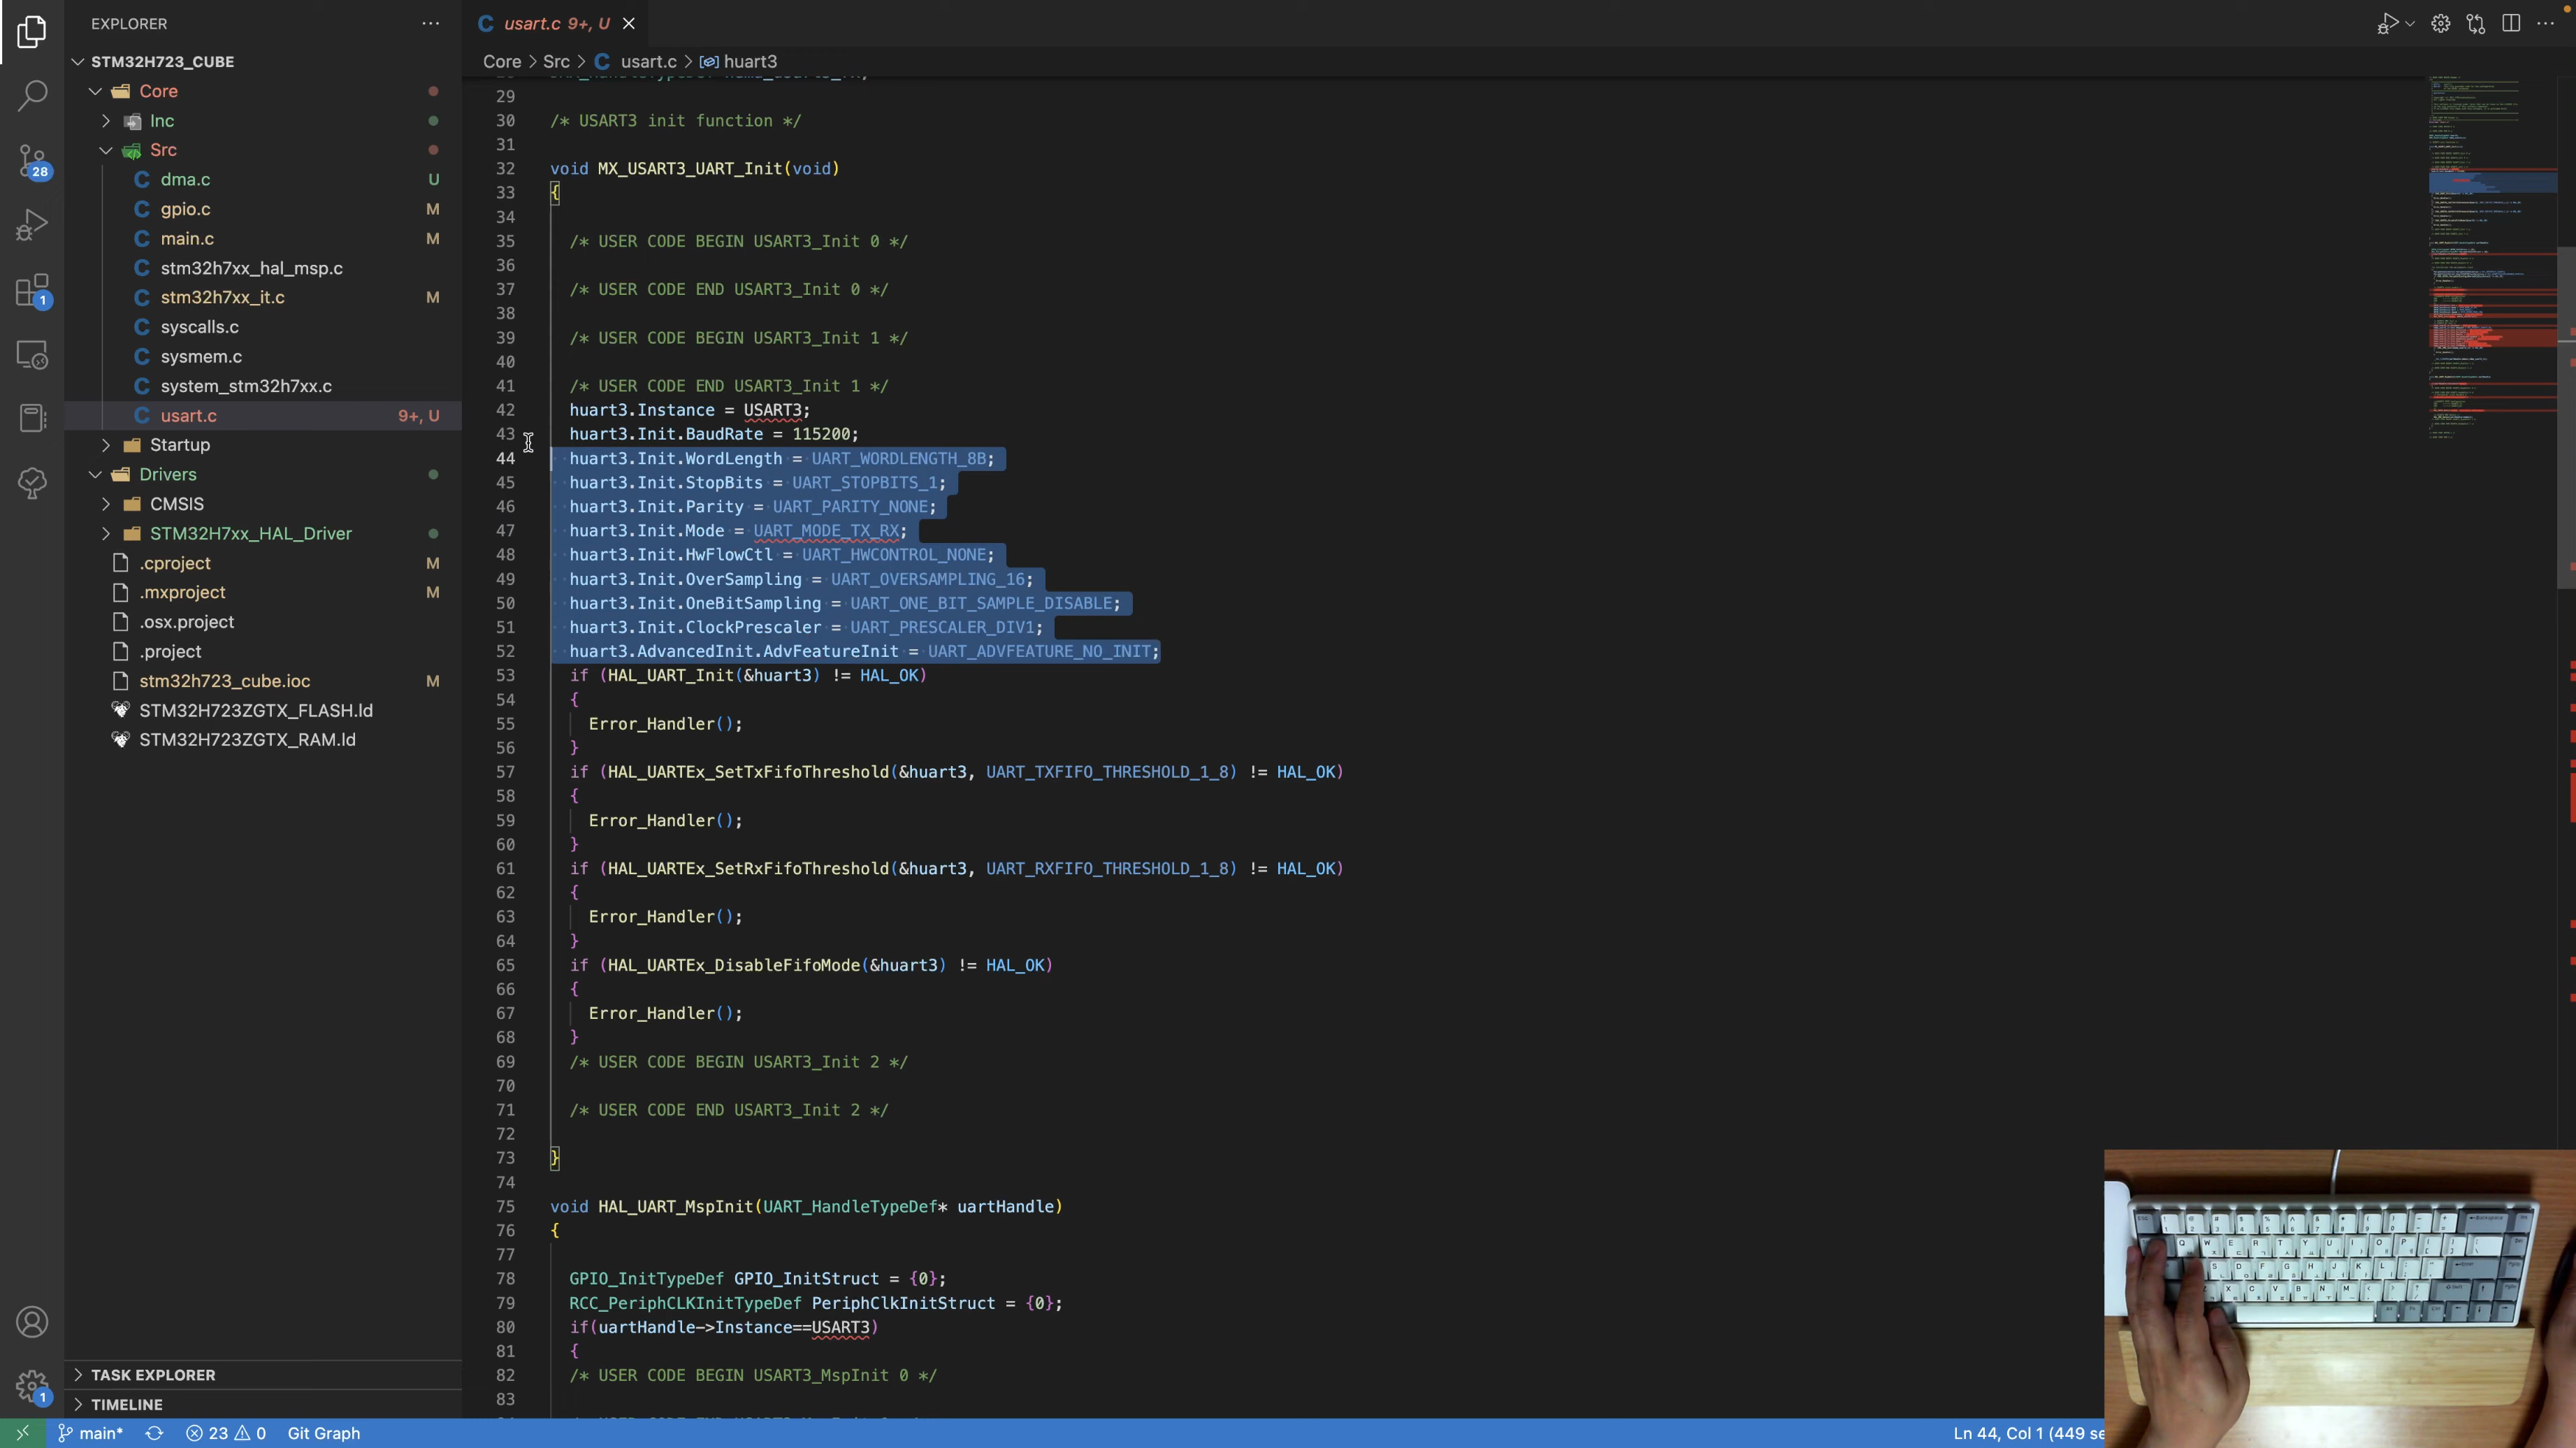 EXPLORER
usart.c 9+, U
STM32H723_CUBE
Core > Src > C usart.c > huart3
Core
Inc
Src
C dma.c U
C gpio.c M
C main.c M
C stm32h7xx_hal_msp.c
C stm32h7xx_it.c M
C syscalls.c
C sysmem.c
C system_stm32h7xx.c
C usart.c 9+, U
Startup
Drivers
CMSIS
STM32H7xx_HAL_Driver
.cproject M
.mxproject M
.osx.project
.project
stm32h723_cube.ioc M
STM32H723ZGTX_FLASH.ld
STM32H723ZGTX_RAM.ld
TASK EXPLORER
TIMELINE
28
1
1
29
30 /* USART3 init function */
31
32 void MX_USART3_UART_Init(void)
33 {
34
35 /* USER CODE BEGIN USART3_Init 0 */
36
37 /* USER CODE END USART3_Init 0 */
38
39 /* USER CODE BEGIN USART3_Init 1 */
40
41 /* USER CODE END USART3_Init 1 */
42 huart3.Instance = USART3;
43 huart3.Init.BaudRate = 115200;
44 huart3.Init.WordLength = UART_WORDLENGTH_8B;
45 huart3.Init.StopBits = UART_STOPBITS_1;
46 huart3.Init.Parity = UART_PARITY_NONE;
47 huart3.Init.Mode = UART_MODE_TX_RX;
48 huart3.Init.HwFlowCtl = UART_HWCONTROL_NONE;
49 huart3.Init.OverSampling = UART_OVERSAMPLING_16;
50 huart3.Init.OneBitSampling = UART_ONE_BIT_SAMPLE_DISABLE;
51 huart3.Init.ClockPrescaler = UART_PRESCALER_DIV1;
52 huart3.AdvancedInit.AdvFeatureInit = UART_ADVFEATURE_NO_INIT;
53 if (HAL_UART_Init(&huart3) != HAL_OK)
54 {
55 Error_Handler();
56 }
57 if (HAL_UARTEx_SetTxFifoThreshold(&huart3, UART_TXFIFO_THRESHOLD_1_8) != HAL_OK)
58 {
59 Error_Handler();
60 }
61 if (HAL_UARTEx_SetRxFifoThreshold(&huart3, UART_RXFIFO_THRESHOLD_1_8) != HAL_OK)
62 {
63 Error_Handler();
64 }
65 if (HAL_UARTEx_DisableFifoMode(&huart3) != HAL_OK)
66 {
67 Error_Handler();
68 }
69 /* USER CODE BEGIN USART3_Init 2 */
70
71 /* USER CODE END USART3_Init 2 */
72
73 }
74
75 void HAL_UART_MspInit(UART_HandleTypeDef* uartHandle)
76 {
77
78 GPIO_InitTypeDef GPIO_InitStruct = {0};
79 RCC_PeriphCLKInitTypeDef PeriphClkInitStruct = {0};
80 if(uartHandle->Instance==USART3)
81 {
82 /* USER CODE BEGIN USART3_MspInit 0 */
83
main* 23 0 Git Graph
Ln 44, Col 1 (449 se